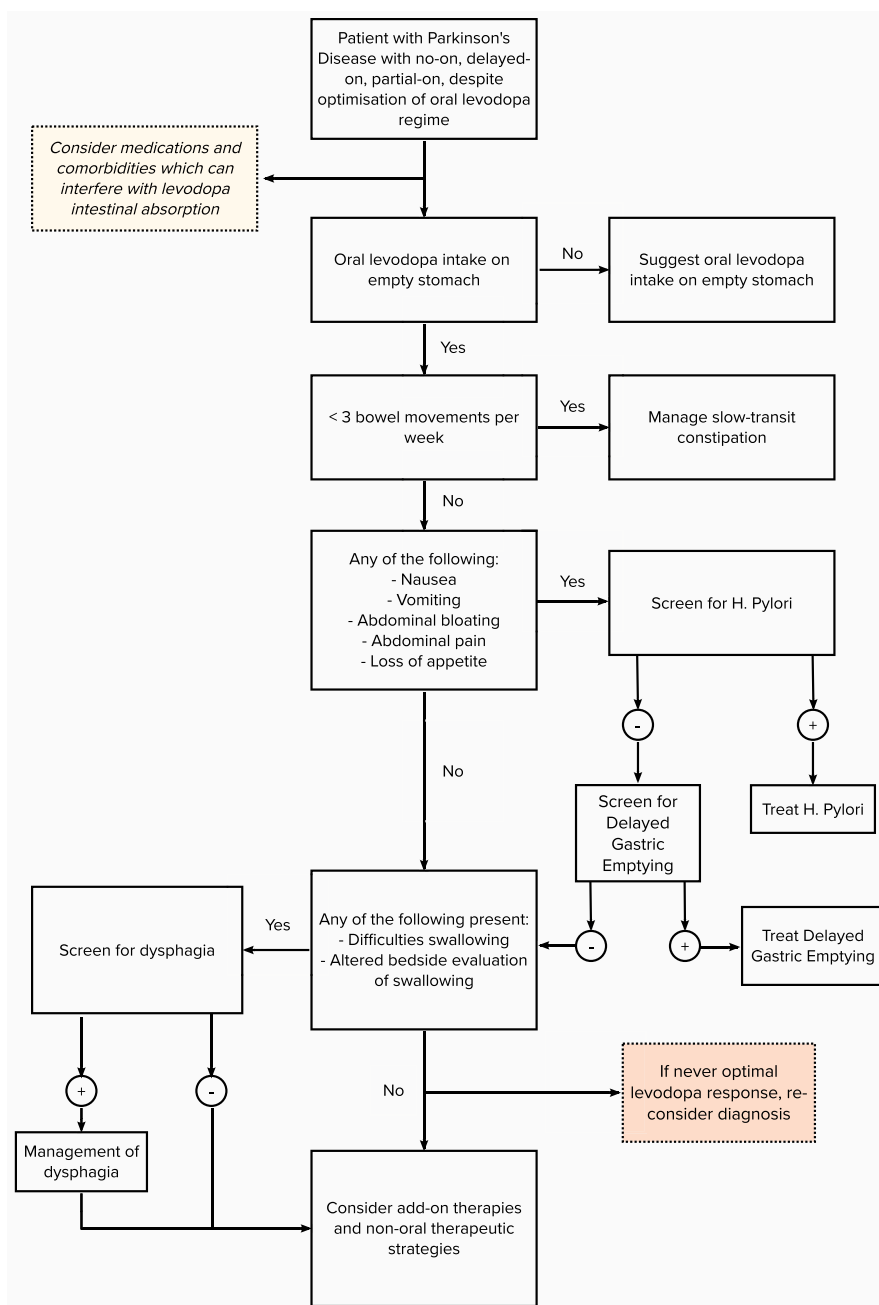 Patient with Parkinson's
Disease with no-on, delayed-
on, partial-on, despite
optimisation of oral levodopa
regime
Consider medications and
comorbidities which can
interfere with levodopa
intestinal absorption
Oral levodopa intake on
empty stomach
No
Suggest oral levodopa
intake on empty stomach
Yes
< 3 bowel movements per
week
Yes
Manage slow-transit
constipation
No
Any of the following:
- Nausea
- Vomiting
- Abdominal bloating
- Abdominal pain
- Loss of appetite
Yes
Screen for H. Pylori
-
+
No
Screen for
Delayed
Gastric
Emptying
Treat H. Pylori
-
+
Treat Delayed
Gastric Emptying
Any of the following present:
- Difficulties swallowing
- Altered bedside evaluation
of swallowing
Yes
Screen for dysphagia
+
-
Management of
dysphagia
No
If never optimal
levodopa response, re-
consider diagnosis
Consider add-on therapies
and non-oral therapeutic
strategies